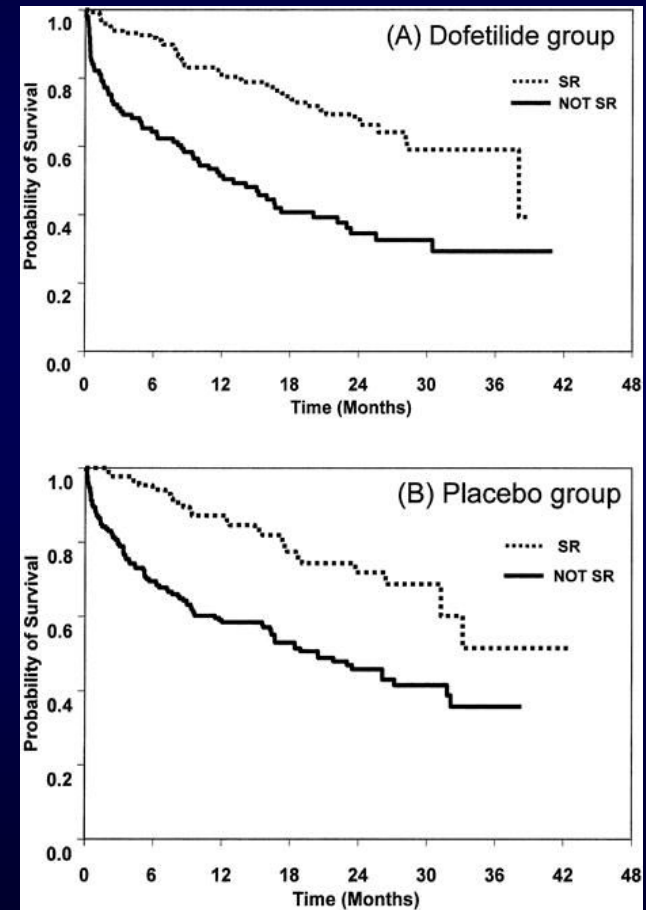 (A) Dofetilide group
SR
NOT SR
Probability of Survival
1.0
0.8
0.6
0.4
0.2
0.0
0 6 12 18 24 30 36 42 48
Time (Months)
(B) Placebo group
SR
NOT SR
Probability of Survival
1.0
0.8
0.6
0.4
0.2
0.0
0 6 12 18 24 30 36 42 48
Time (Months)